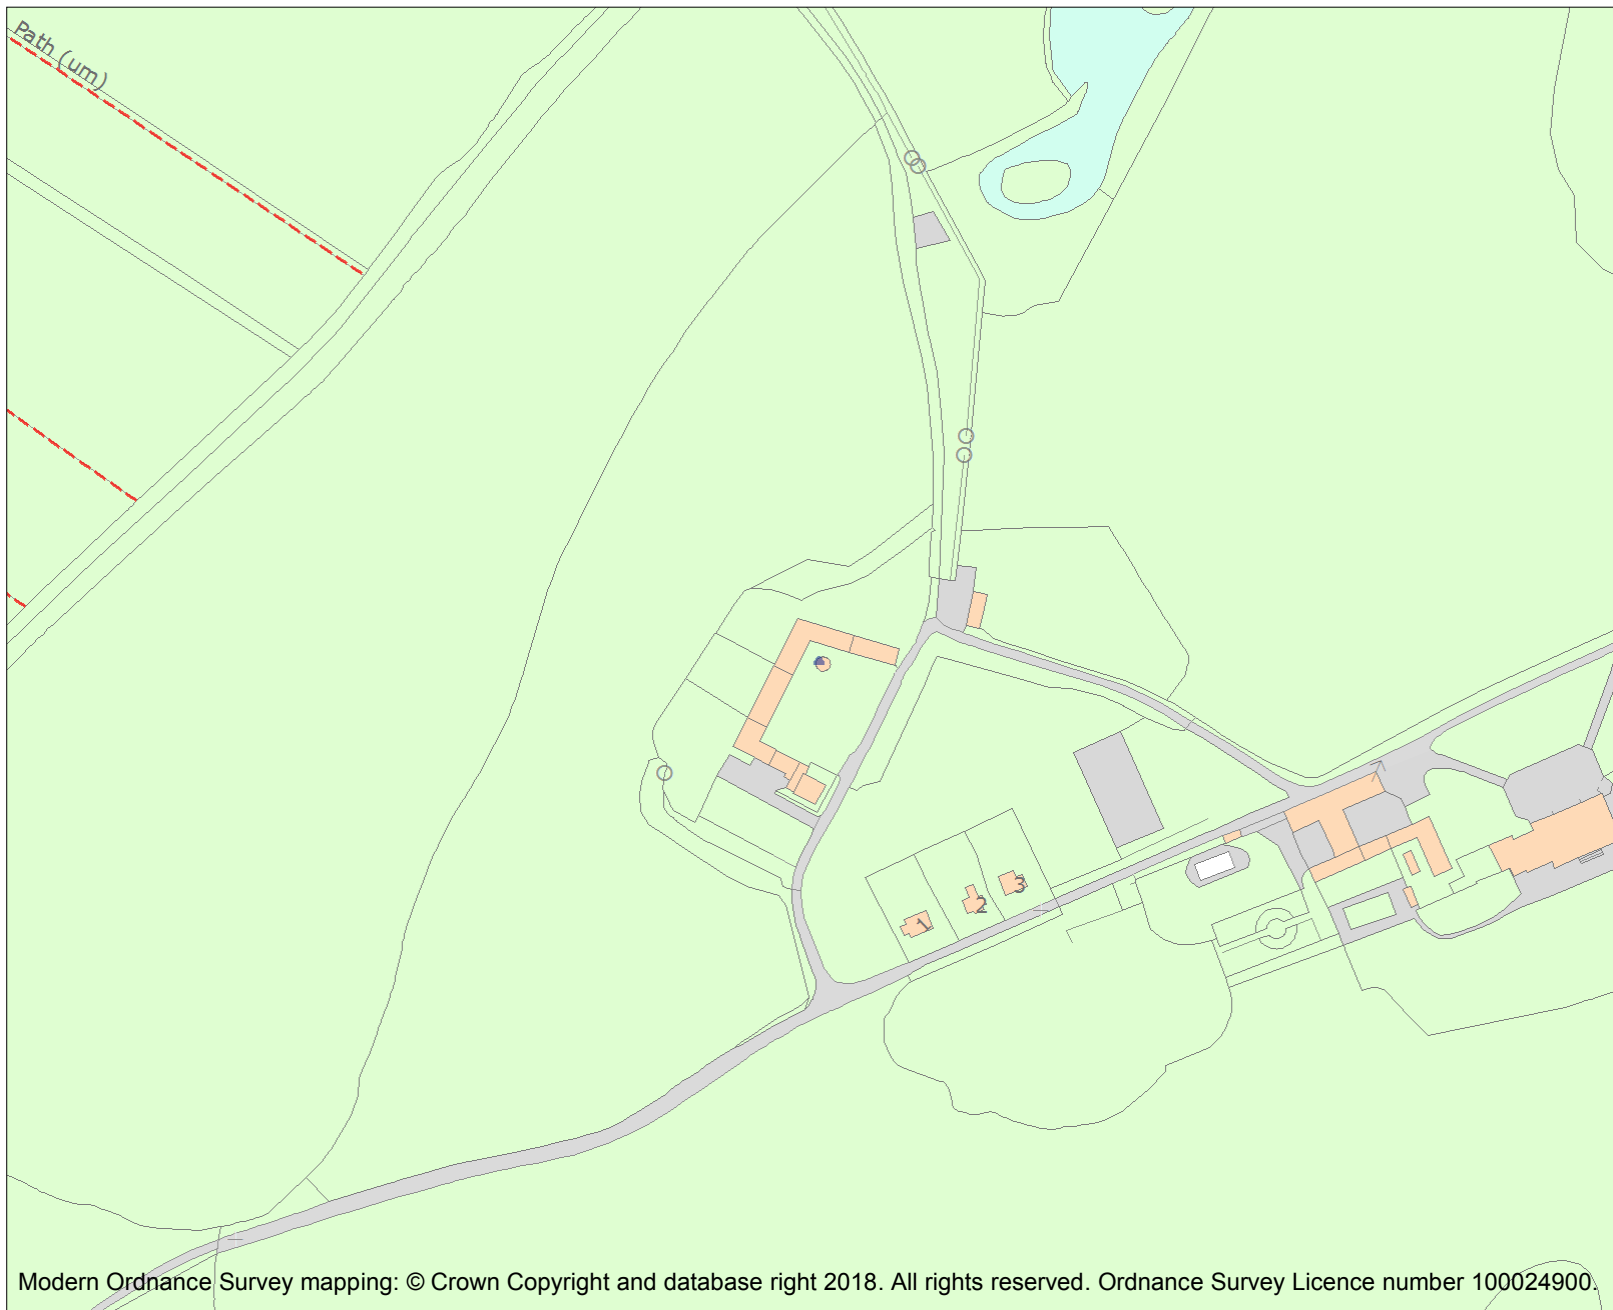 Path (um)
1
2
3
Modern Ordnance Survey mapping: © Crown Copyright and database right 2018. All rights reserved. Ordnance Survey Licence number 100024900.